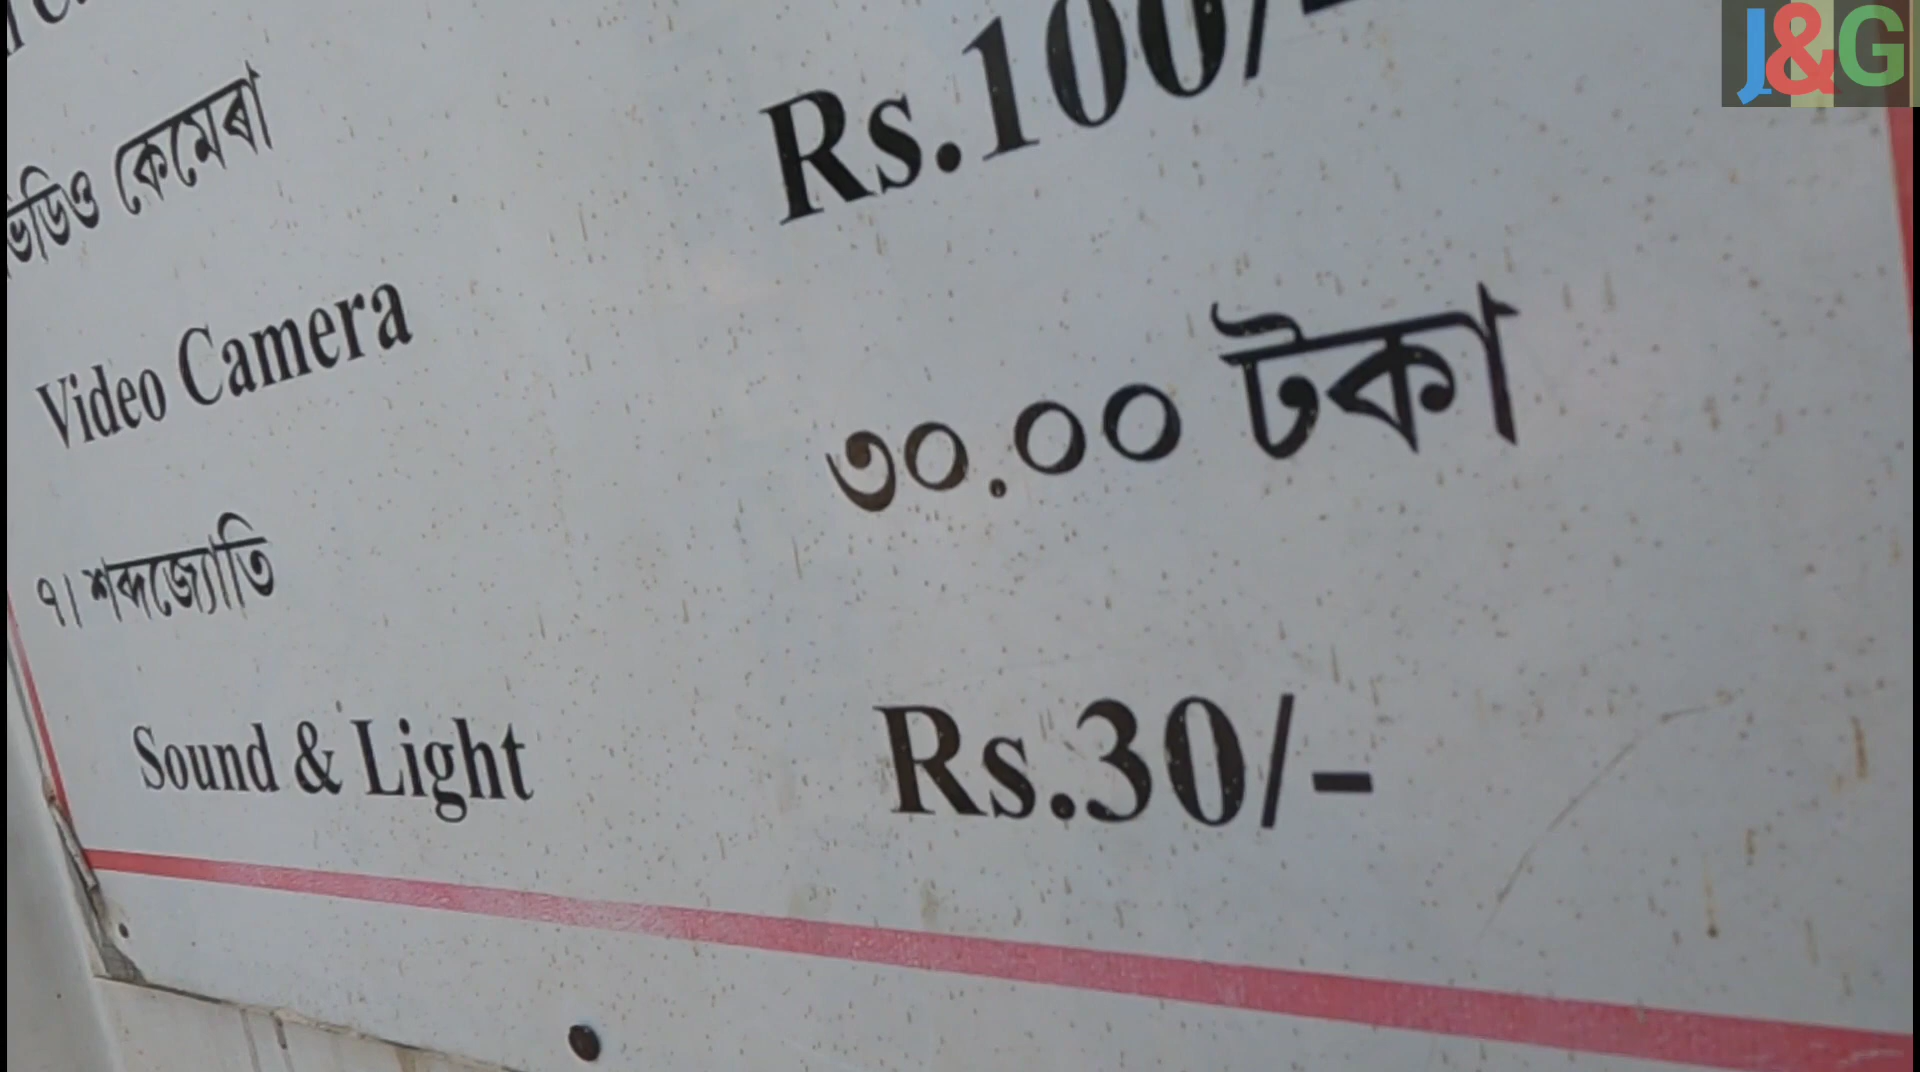 J&G
ভিডিও কেমেৰা
Video Camera Rs.100/-
৭। শব্দজ্যোতি ৩০.০০ টকা
Sound & Light Rs.30/-